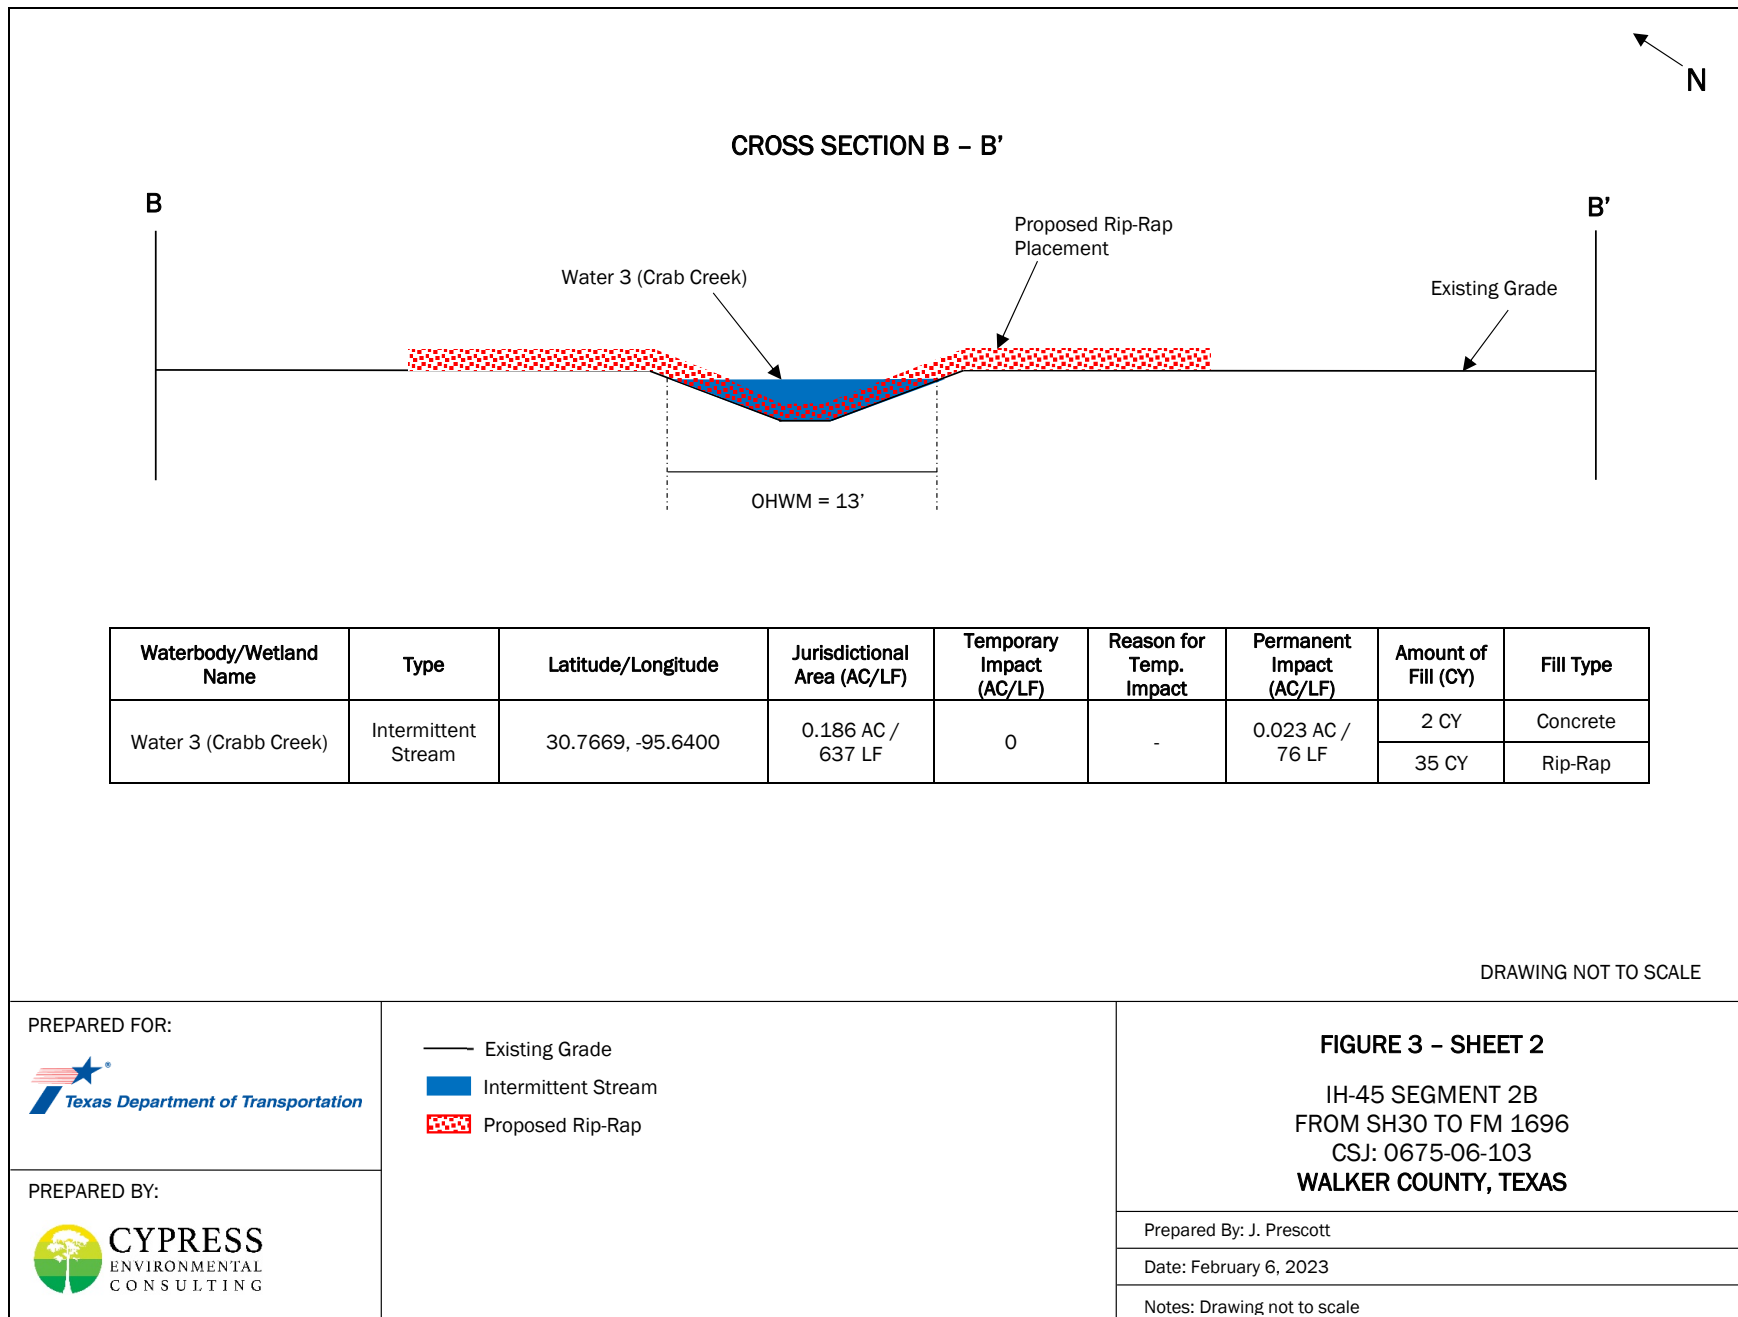 N
CROSS SECTION B – B’
B
B’
Proposed Rip-Rap
Placement
Water 3 (Crab Creek)
Existing Grade
OHWM = 13’
Waterbody/Wetland
Name
Type
Latitude/Longitude
Jurisdictional
Area (AC/LF)
Temporary
Impact
(AC/LF)
Reason for
Temp.
Impact
Permanent
Impact
(AC/LF)
Amount of
Fill (CY)
Fill Type
Water 3 (Crabb Creek)
Intermittent
Stream
30.7669, -95.6400
0.186 AC /
637 LF
0
-
0.023 AC /
76 LF
2 CY
Concrete
35 CY
Rip-Rap
DRAWING NOT TO SCALE
PREPARED FOR:
®
Texas Department of Transportation
PREPARED BY:
CYPRESS
ENVIRONMENTAL
CONSULTING
Existing Grade
Intermittent Stream
Proposed Rip-Rap
FIGURE 3 – SHEET 2
IH-45 SEGMENT 2B
FROM SH30 TO FM 1696
CSJ: 0675-06-103
WALKER COUNTY, TEXAS
Prepared By: J. Prescott
Date: February 6, 2023
Notes: Drawing not to scale